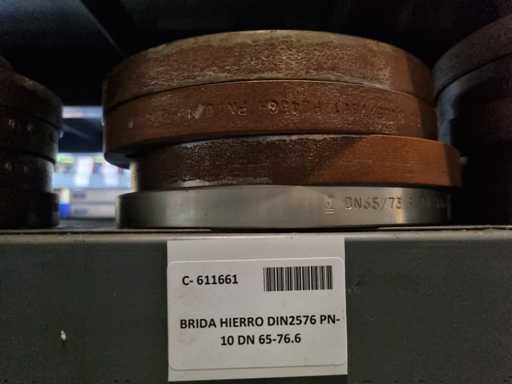 DN65/73
C- 611661
BRIDA HIERRO DIN2576 PN-
10 DN 65-76.6